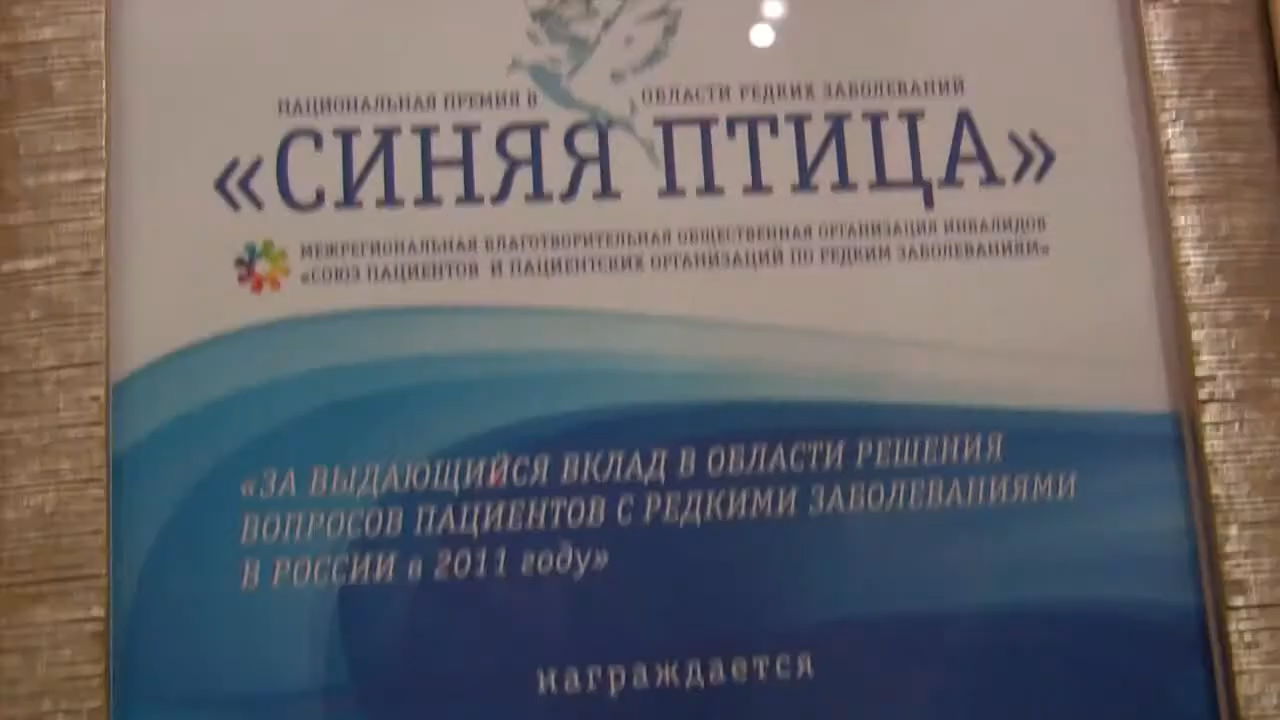 НАЦИОНАЛЬНАЯ ПРЕМИЯ В ОБЛАСТИ РЕДКИХ ЗАБОЛЕВАНИЙ
«СИНЯЯ ПТИЦА»
МЕЖРЕГИОНАЛЬНАЯ БЛАГОТВОРИТЕЛЬНАЯ ОБЩЕСТВЕННАЯ ОРГАНИЗАЦИЯ ИНВАЛИДОВ
«СОЮЗ ПАЦИЕНТОВ И ПАЦИЕНТСКИХ ОРГАНИЗАЦИЙ ПО РЕДКИМ ЗАБОЛЕВАНИЯМ»
«ЗА ВЫДАЮЩИЙСЯ ВКЛАД В ОБЛАСТИ РЕШЕНИЯ
ВОПРОСОВ ПАЦИЕНТОВ С РЕДКИМИ ЗАБОЛЕВАНИЯМИ
В РОССИИ в 2011 году»
награждается